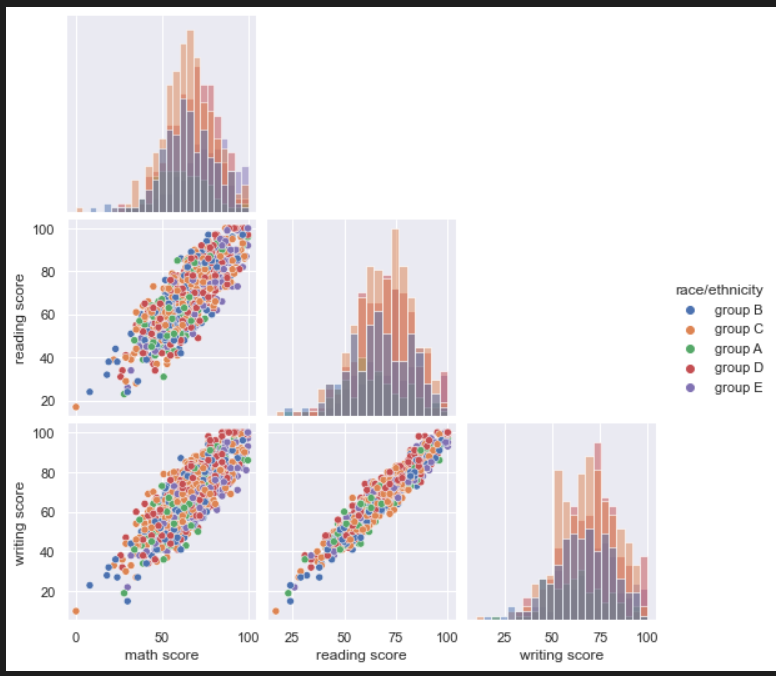 100
80
60
40
20
reading score
race/ethnicity
group B
group C
group A
group D
group E
100
80
60
40
20
writing score
0 50 100
25 50 75 100
25 50 75 100
math score
reading score
writing score